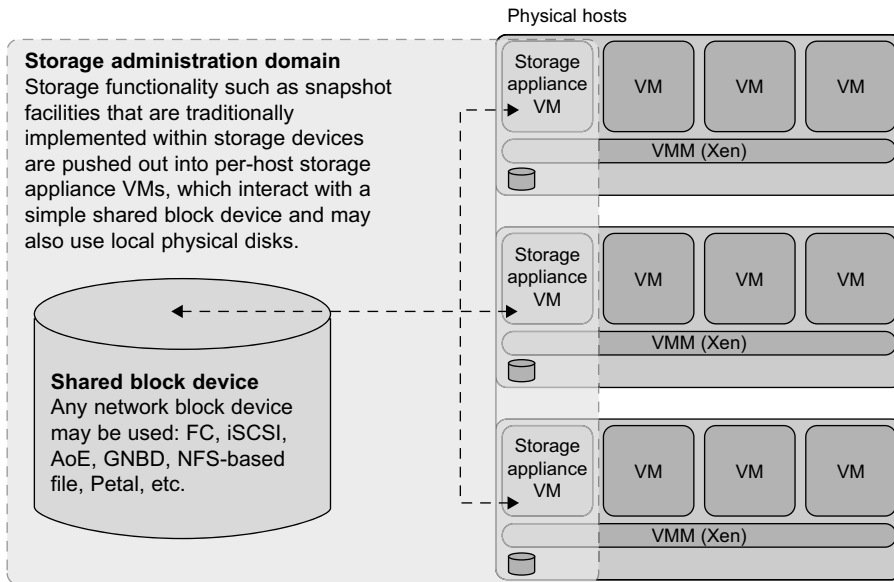 Physical hosts
Storage administration domain
Storage functionality such as snapshot
facilities that are traditionally
implemented within storage devices
are pushed out into per-host storage
appliance VMs, which interact with a
simple shared block device and may
also use local physical disks.
Shared block device
Any network block device
may be used: FC, iSCSI,
AoE, GNBD, NFS-based
file, Petal, etc.
Storage
appliance
VM
VM
VM
VM
VMM (Xen)
Storage
appliance
VM
VM
VM
VM
VMM (Xen)
Storage
appliance
VM
VM
VM
VM
VMM (Xen)